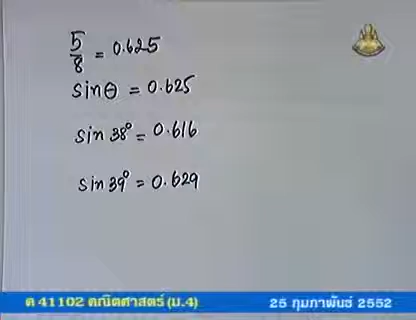 5/8 = 0.625
sinθ = 0.625
sin 38° = 0.616
sin 39° = 0.629
ค 41102 คณิตศาสตร์ (ม.4) 25 กุมภาพันธ์ 2552